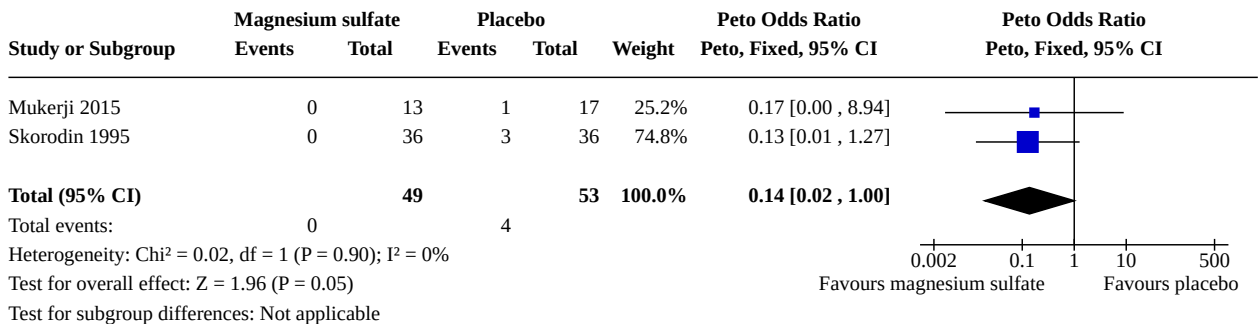 Magnesium sulfate Placebo Peto Odds Ratio Peto Odds Ratio
Study or Subgroup Events Total Events Total Weight Peto, Fixed, 95% CI Peto, Fixed, 95% CI
Mukerji 2015 0 13 1 17 25.2% 0.17 [0.00 , 8.94]
Skorodin 1995 0 36 3 36 74.8% 0.13 [0.01 , 1.27]
Total (95% CI) 49 53 100.0% 0.14 [0.02 , 1.00]
Total events: 0 4
Heterogeneity: Chi² = 0.02, df = 1 (P = 0.90); I² = 0%
0.002 0.1 1 10 500
Test for overall effect: Z = 1.96 (P = 0.05) Favours magnesium sulfate Favours placebo
Test for subgroup differences: Not applicable